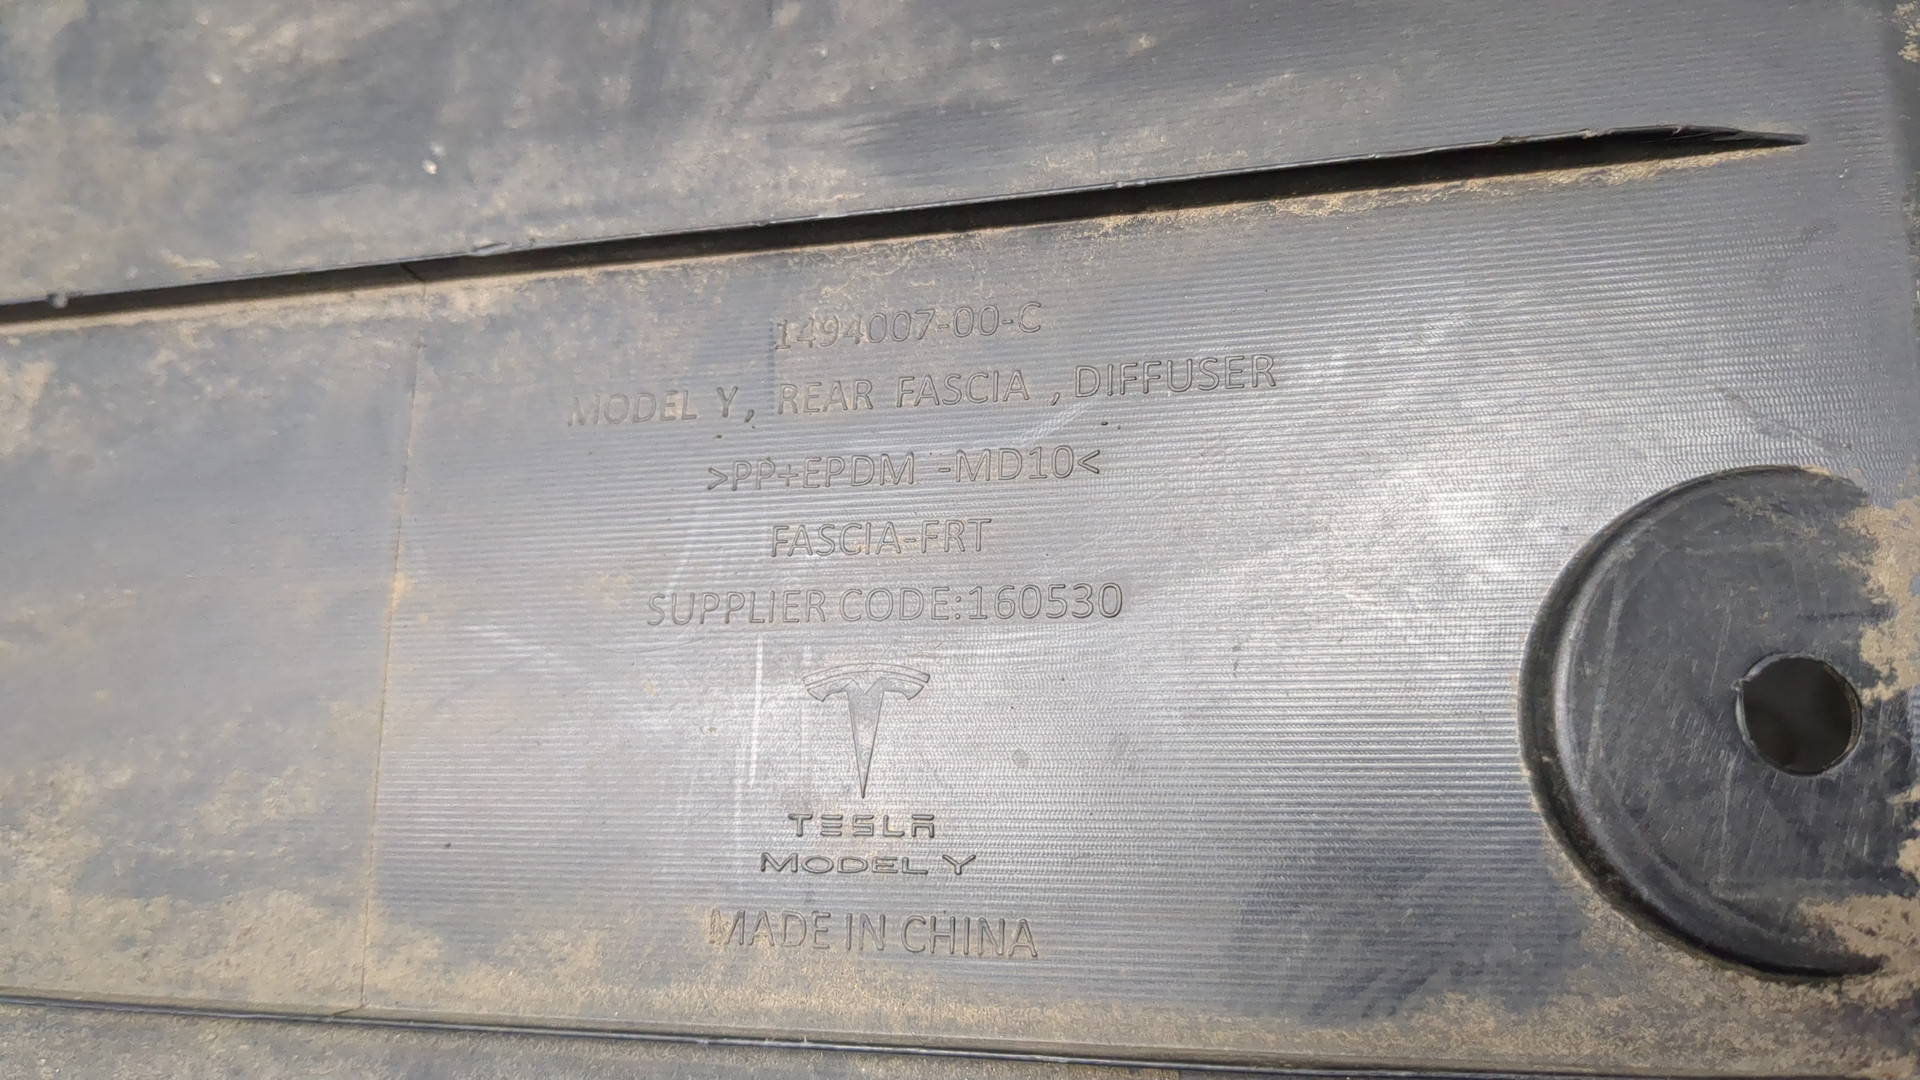 1494007-00-C
MODEL Y, REAR FASCIA , DIFFUSER
>PP+EPDM -MD10<
FASCIA-FRT
SUPPLIER CODE:160530
TESLA
MODEL Y
MADE IN CHINA